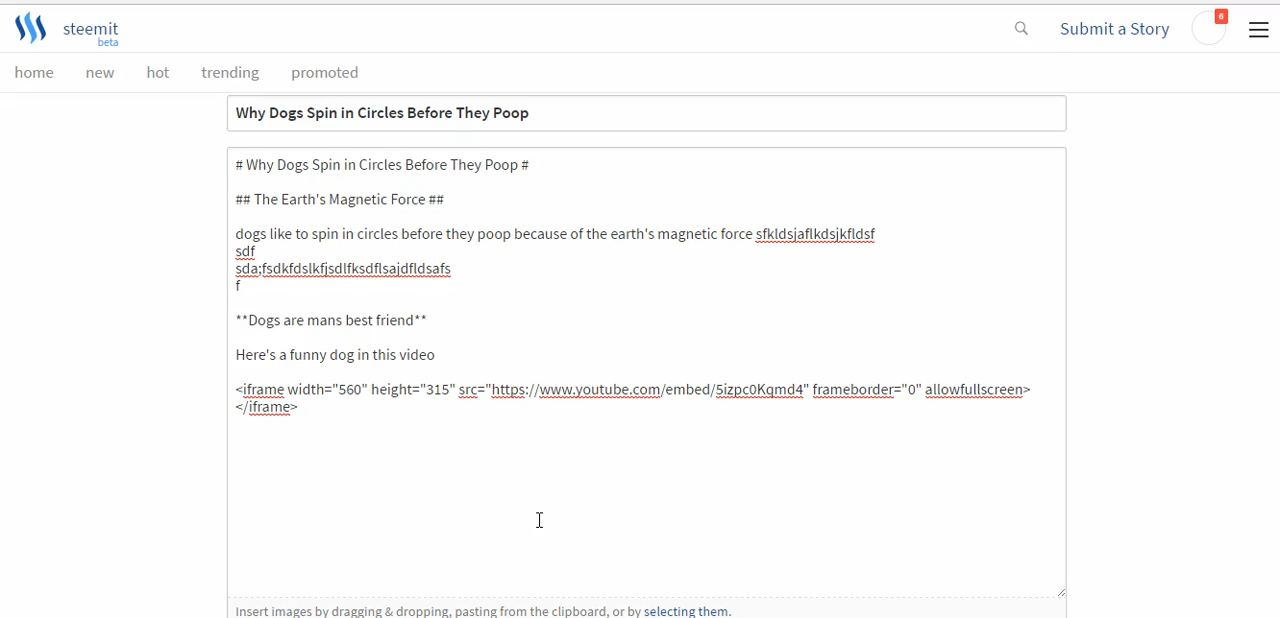 steemit
beta
Submit a Story
6
home new hot trending promoted
Why Dogs Spin in Circles Before They Poop
# Why Dogs Spin in Circles Before They Poop #
## The Earth's Magnetic Force ##
dogs like to spin in circles before they poop because of the earth's magnetic force sfkldsjaflkdsjkfldsf
sdf
sda;fsdkfdslkfjsdlfksdflsajdfldsafs
f
**Dogs are mans best friend**
Here's a funny dog in this video
<iframe width="560" height="315" src="https://www.youtube.com/embed/5izpc0Kqmd4" frameborder="0" allowfullscreen>
</iframe>
Insert images by dragging & dropping, pasting from the clipboard, or by selecting them.